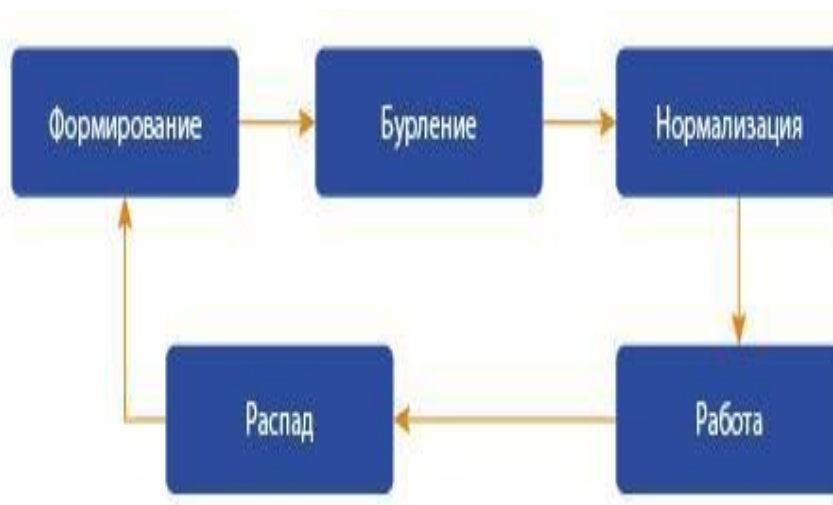 Формирование
Бурление
Нормализация
Распад
Работа